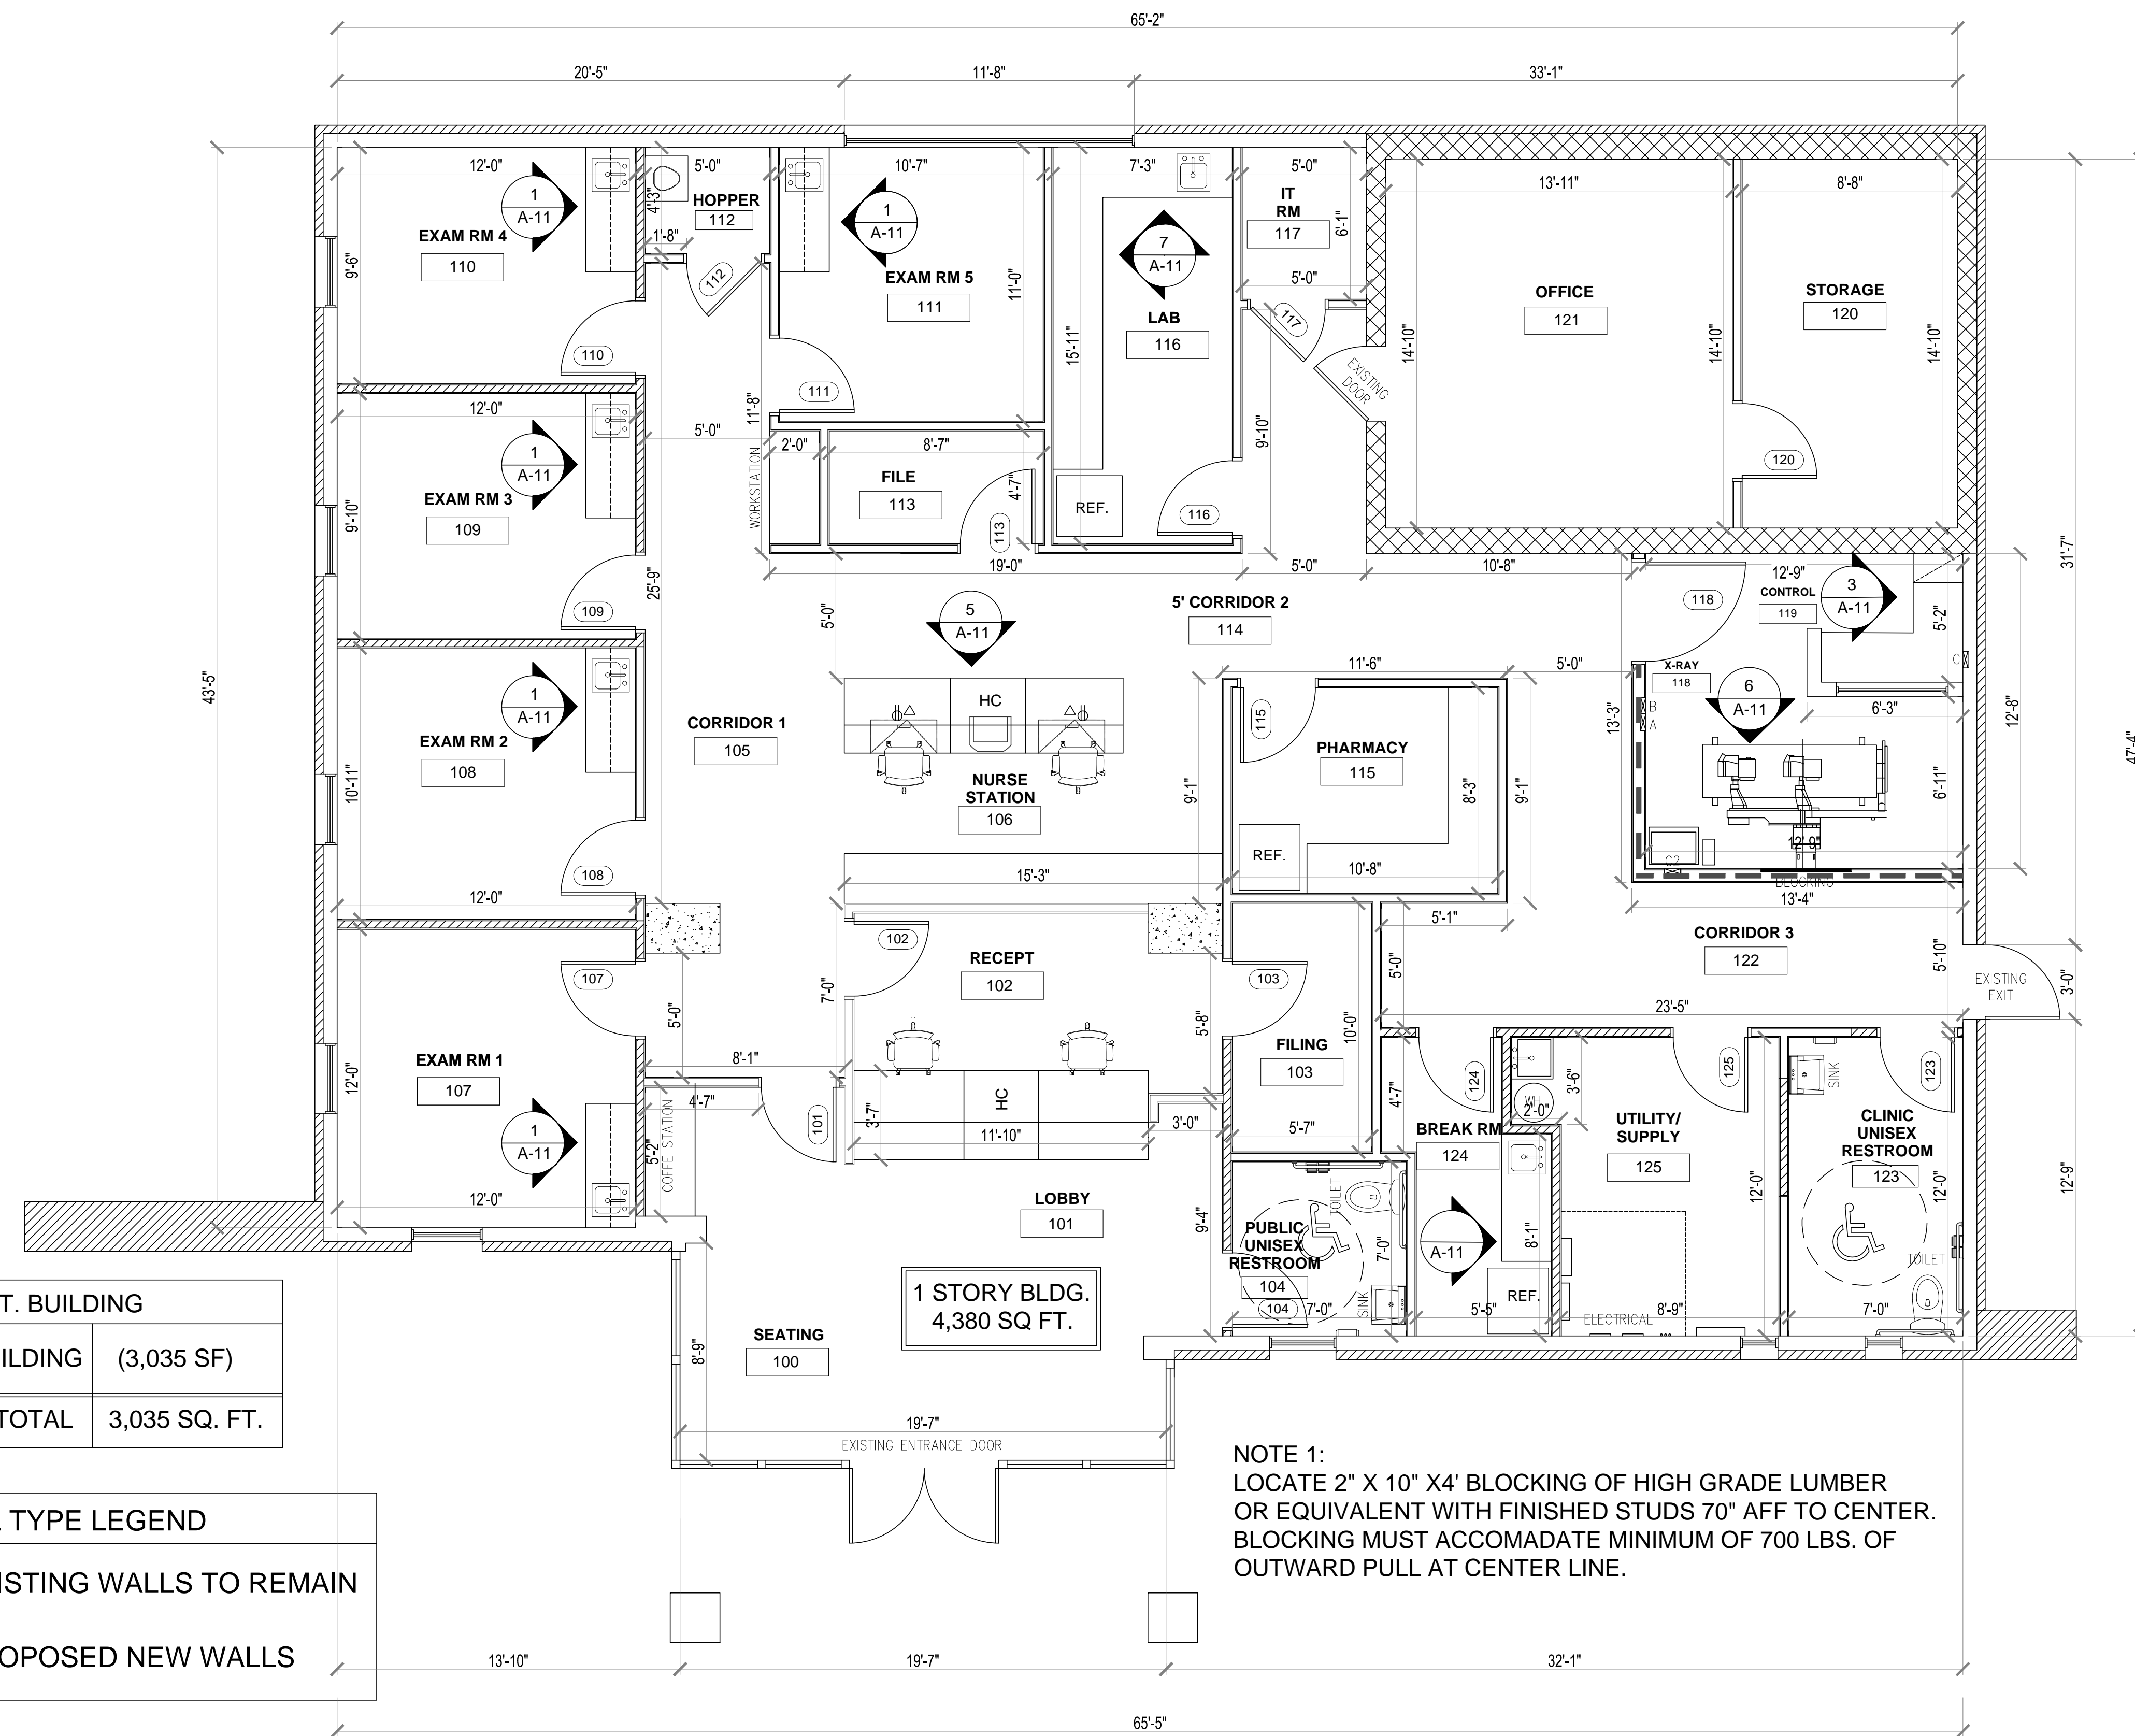 65'-2"
20'-5"
11'-8"
33'-1"
12'-0"
1
A-11
EXAM RM 4
110
9'-6"
110
5'-0"
4'-3"
HOPPER
112
1'-8"
112
10'-7"
1
A-11
EXAM RM 5
111
11'-0"
111
7'-3"
7
A-11
LAB
116
15'-11"
REF.
116
5'-0"
IT
RM
117
6'-1"
5'-0"
117
EXISTING
DOOR
9'-10"
13'-11"
OFFICE
121
14'-10"
14'-10"
8'-8"
STORAGE
120
14'-10"
120
43'-5"
12'-0"
1
A-11
EXAM RM 3
109
9'-10"
109
11'-8"
5'-0"
WORKSTATION
2'-0"
8'-7"
FILE
113
4'-7"
113
25'-9"
19'-0"
5'-0"
10'-8"
5'-0"
5
A-11
5' CORRIDOR 2
114
118
12'-9"
CONTROL
119
3
A-11
5'-2"
C
31'-7"
47'-4"
1
A-11
EXAM RM 2
108
10'-11"
12'-0"
108
CORRIDOR 1
105
HC
NURSE
STATION
106
15'-3"
9'-1"
11'-6"
5'-0"
115
PHARMACY
115
8'-3"
9'-1"
REF.
10'-8"
5'-1"
X-RAY
118
6
A-11
B
A
13'-3"
6'-3"
6'-11"
12'-8"
12'-9"
C2
BLOCKING
13'-4"
107
EXAM RM 1
107
12'-0"
1
A-11
12'-0"
5'-0"
7'-0"
8'-1"
4'-7"
COFFE STATION
5'-2"
101
102
RECEPT
102
5'-8"
HC
3'-7"
11'-10"
3'-0"
103
FILING
103
10'-0"
5'-7"
5'-0"
CORRIDOR 3
122
5'-10"
23'-5"
EXISTING
EXIT
3'-0"
4'-7"
124
BREAK RM
124
A-11
8'-1"
REF.
5'-5"
WH
3'-6"
2'-0"
125
UTILITY/
SUPPLY
125
12'-0"
ELECTRICAL
8'-9"
SINK
123
CLINIC
UNISEX
RESTROOM
123
12'-0"
TOILET
7'-0"
12'-9"
LOBBY
101
9'-4"
TOILET
PUBLIC
UNISEX
RESTROOM
104
104
7'-0"
7'-0"
SINK
1 STORY BLDG.
4,380 SQ FT.
SEATING
100
8'-9"
19'-7"
EXISTING ENTRANCE DOOR
T. BUILDING
ILDING (3,035 SF)
TOTAL 3,035 SQ. FT.
TYPE LEGEND
ISTING WALLS TO REMAIN
OPOSED NEW WALLS
NOTE 1:
LOCATE 2" X 10" X4' BLOCKING OF HIGH GRADE LUMBER
OR EQUIVALENT WITH FINISHED STUDS 70" AFF TO CENTER.
BLOCKING MUST ACCOMADATE MINIMUM OF 700 LBS. OF
OUTWARD PULL AT CENTER LINE.
13'-10"
19'-7"
32'-1"
65'-5"